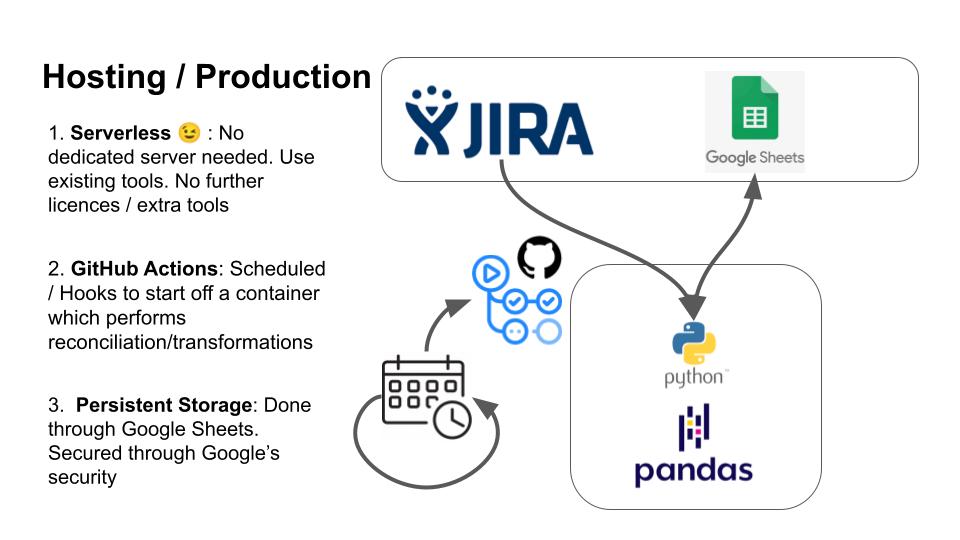 Hosting / Production
1. Serverless 😉 : No
dedicated server needed. Use
existing tools. No further
licences / extra tools
2. GitHub Actions: Scheduled
/ Hooks to start off a container
which performs
reconciliation/transformations
3.  Persistent Storage: Done
through Google Sheets.
Secured through Google’s
security
JIRA
Google Sheets
python™
pandas